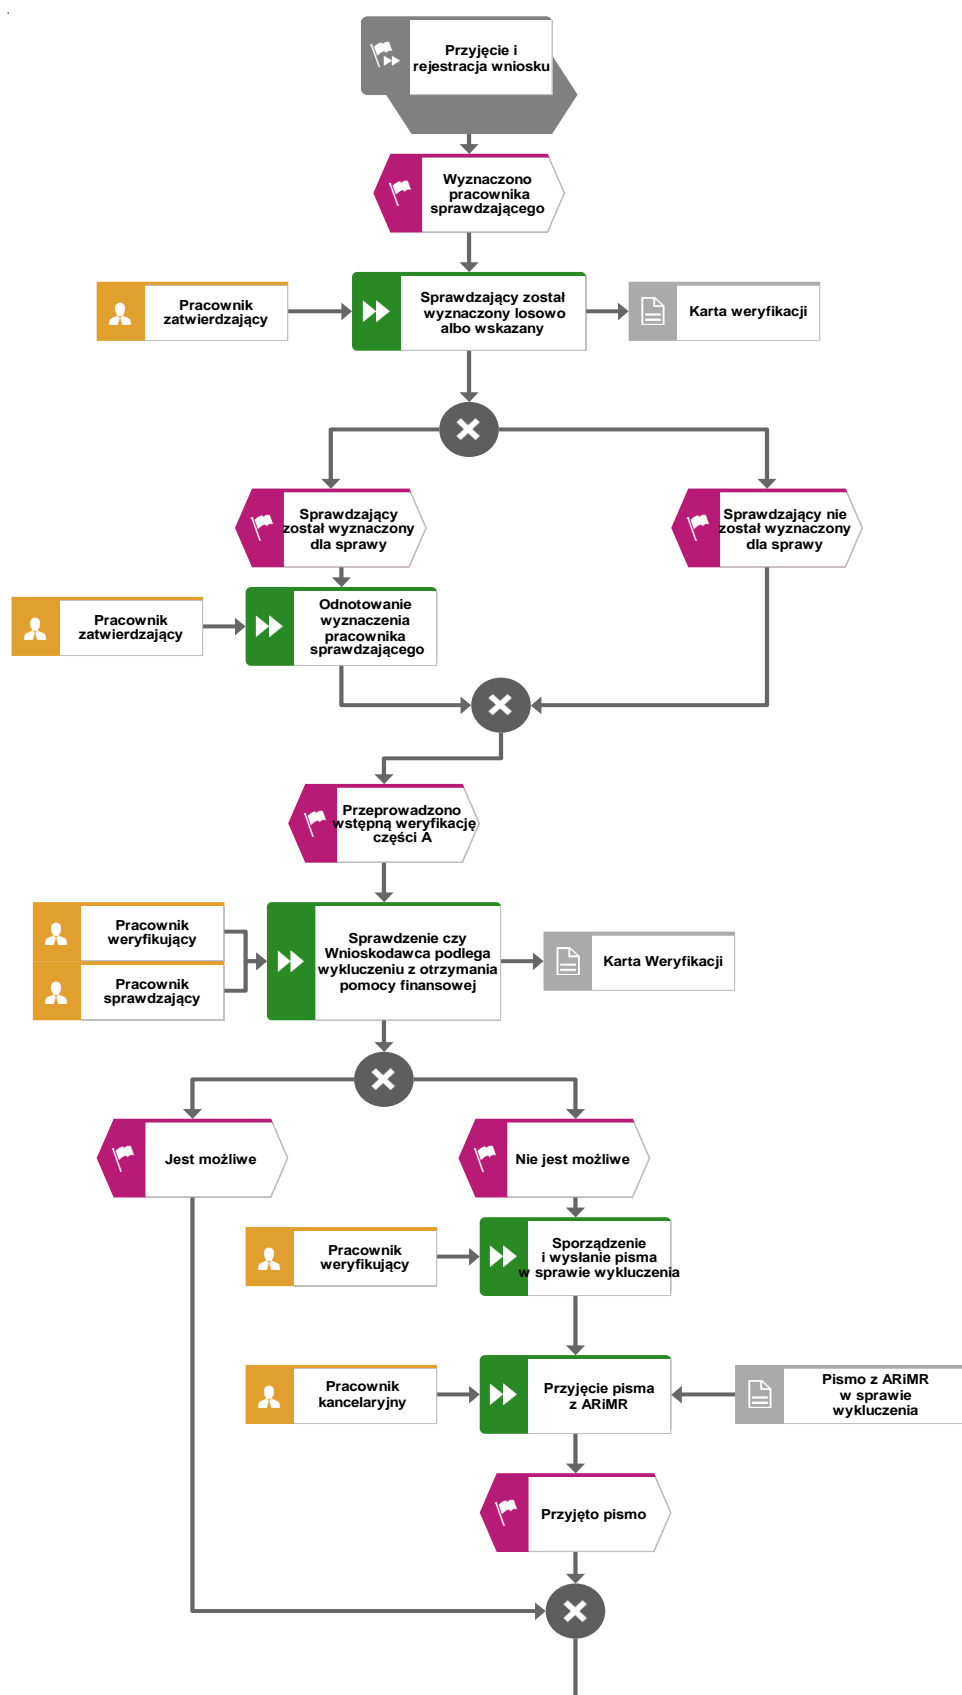 Przyjęcie i
rejestracja wniosku
Wyznaczono
pracownika
sprawdzającego
Pracownik
zatwierdzający
Sprawdzający został
wyznaczony losowo
albo wskazany
Karta weryfikacji
Sprawdzający
został wyznaczony
dla sprawy
Sprawdzający nie
został wyznaczony
dla sprawy
Pracownik
zatwierdzający
Odnotowanie
wyznaczenia
pracownika
sprawdzającego
Przeprowadzono
wstępną weryfikację
części A
Pracownik
weryfikujący
Pracownik
sprawdzający
Sprawdzenie czy
Wnioskodawca podlega
wykluczeniu z otrzymania
pomocy finansowej
Karta Weryfikacji
Jest możliwe
Nie jest możliwe
Pracownik
weryfikujący
Sporządzenie
i wysłanie pisma
w sprawie wykluczenia
Pracownik
kancelaryjny
Przyjęcie pisma
z ARiMR
Pismo z ARiMR
w sprawie
wykluczenia
Przyjęto pismo